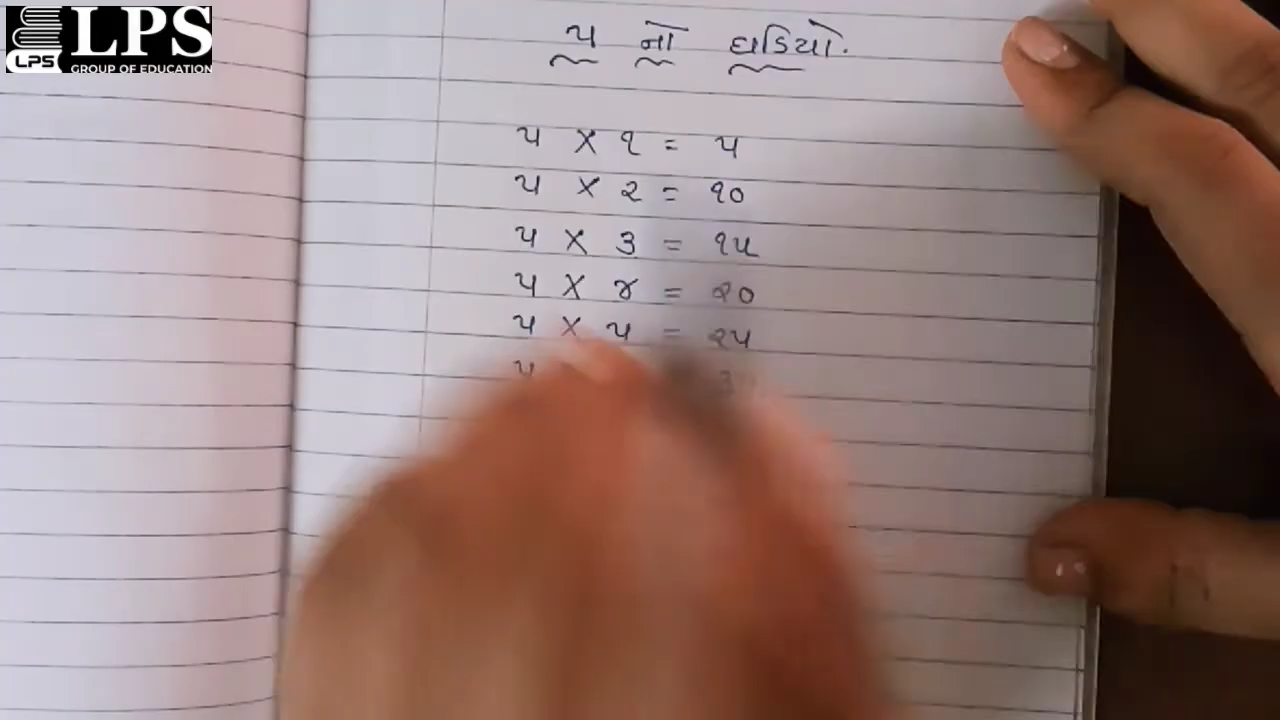 LPS
LPS
GROUP OF EDUCATION
૫ નો ઘડિયો.
૫ X ૧ = ૫
૫ X ૨ = ૧૦
૫ X ૩ = ૧૫
૫ X ૪ = ૨૦
૫ X ૫ = ૨૫
૫